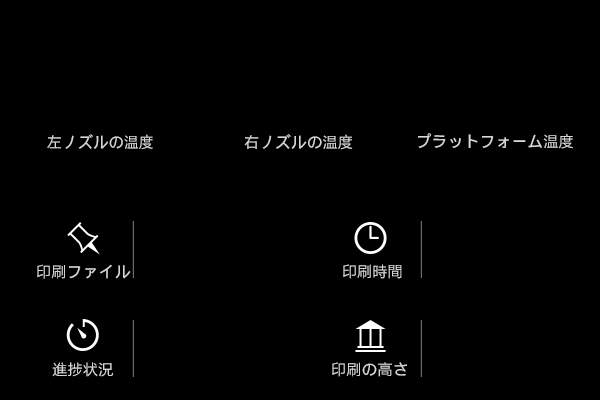 左ノズルの温度
右ノズルの温度
プラットフォーム温度
印刷ファイル
印刷時間
進捗状況
印刷の高さ